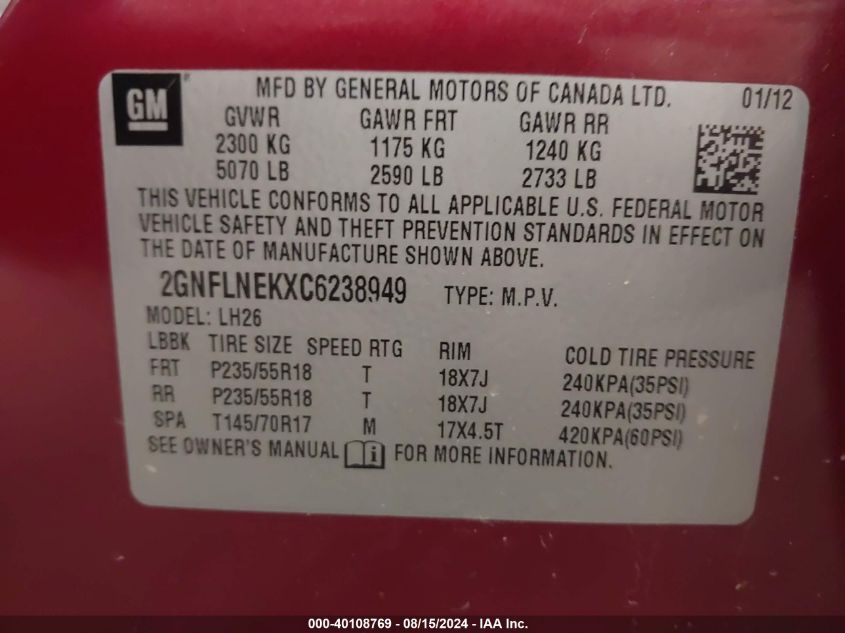 GM ® MFD BY GENERAL MOTORS OF CANADA LTD. 01/12
GVWR GAWR FRT GAWR RR
2300 KG 1175 KG 1240 KG
5070 LB 2590 LB 2733 LB
THIS VEHICLE CONFORMS TO ALL APPLICABLE U.S. FEDERAL MOTOR
VEHICLE SAFETY AND THEFT PREVENTION STANDARDS IN EFFECT ON
THE DATE OF MANUFACTURE SHOWN ABOVE.
2GNFLNEKXC6238949 TYPE: M.P.V.
MODEL: LH26
LBBK TIRE SIZE SPEED RTG RIM COLD TIRE PRESSURE
FRT P235/55R18 T 18X7J 240KPA(35PSI)
RR P235/55R18 T 18X7J 240KPA(35PSI)
SPA T145/70R17 M 17X4.5T 420KPA(60PSI)
SEE OWNER'S MANUAL i FOR MORE INFORMATION.
000-40108769 - 08/15/2024 - IAA Inc.